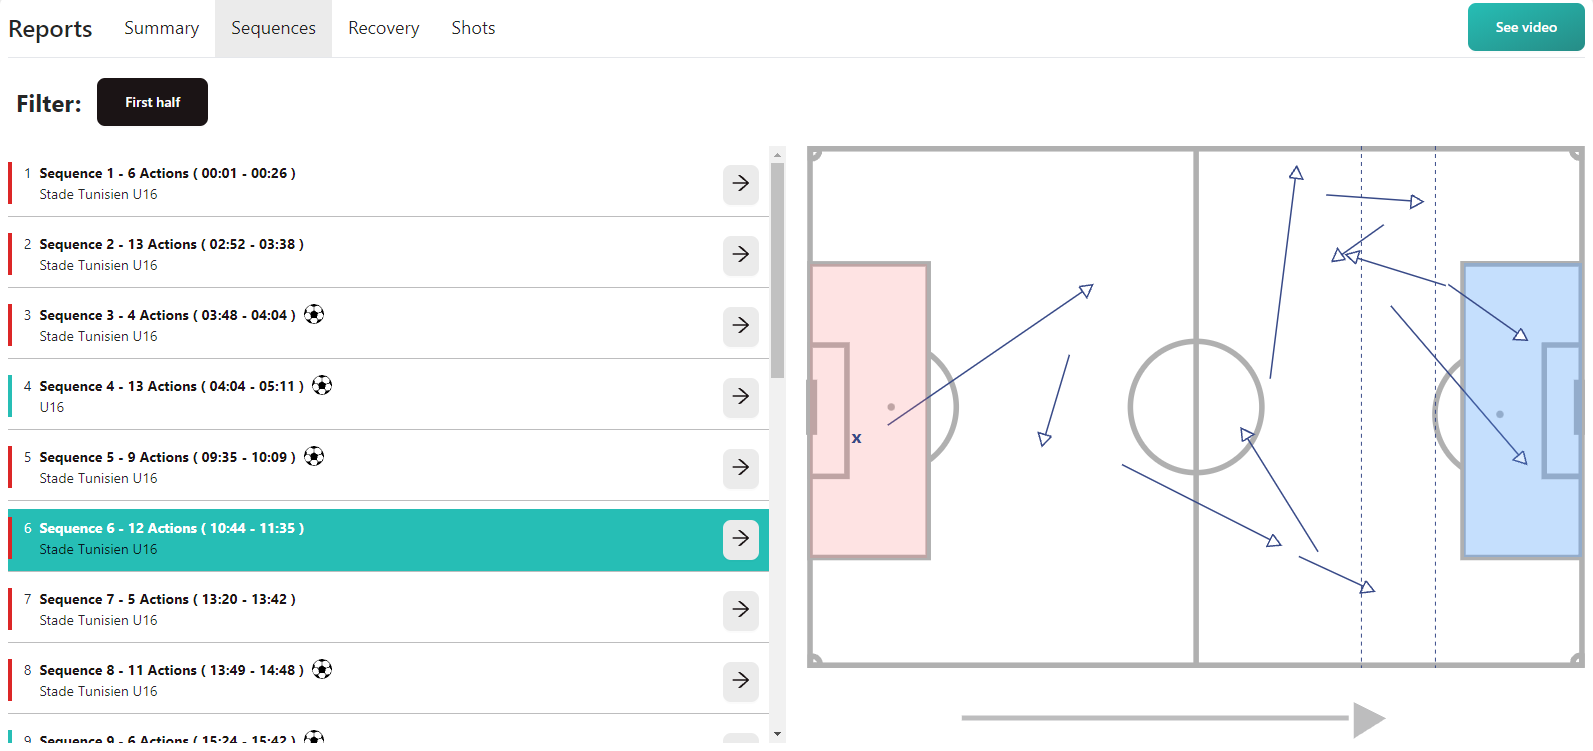 Reports Summary Sequences Recovery Shots See video
Filter: First half
1 Sequence 1 - 6 Actions ( 00:01 - 00:26 )
Stade Tunisien U16
2 Sequence 2 - 13 Actions ( 02:52 - 03:38 )
Stade Tunisien U16
3 Sequence 3 - 4 Actions ( 03:48 - 04:04 )
Stade Tunisien U16
4 Sequence 4 - 13 Actions ( 04:04 - 05:11 )
U16
5 Sequence 5 - 9 Actions ( 09:35 - 10:09 )
Stade Tunisien U16
6 Sequence 6 - 12 Actions ( 10:44 - 11:35 )
Stade Tunisien U16
7 Sequence 7 - 5 Actions ( 13:20 - 13:42 )
Stade Tunisien U16
8 Sequence 8 - 11 Actions ( 13:49 - 14:48 )
Stade Tunisien U16
9 Sequence 9 - 6 Actions ( 15:24 - 15:42 )
x